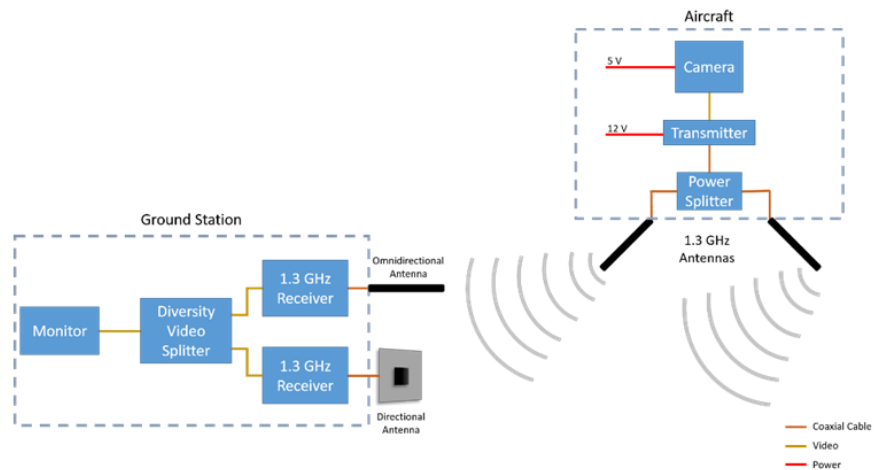 Aircraft
5 V
Camera
12 V
Transmitter
Power
Splitter
1.3 GHz
Antennas
Ground Station
Omnidirectional
Antenna
1.3 GHz
Receiver
Monitor
Diversity
Video
Splitter
1.3 GHz
Receiver
Directional
Antenna
Coaxial Cable
Video
Power